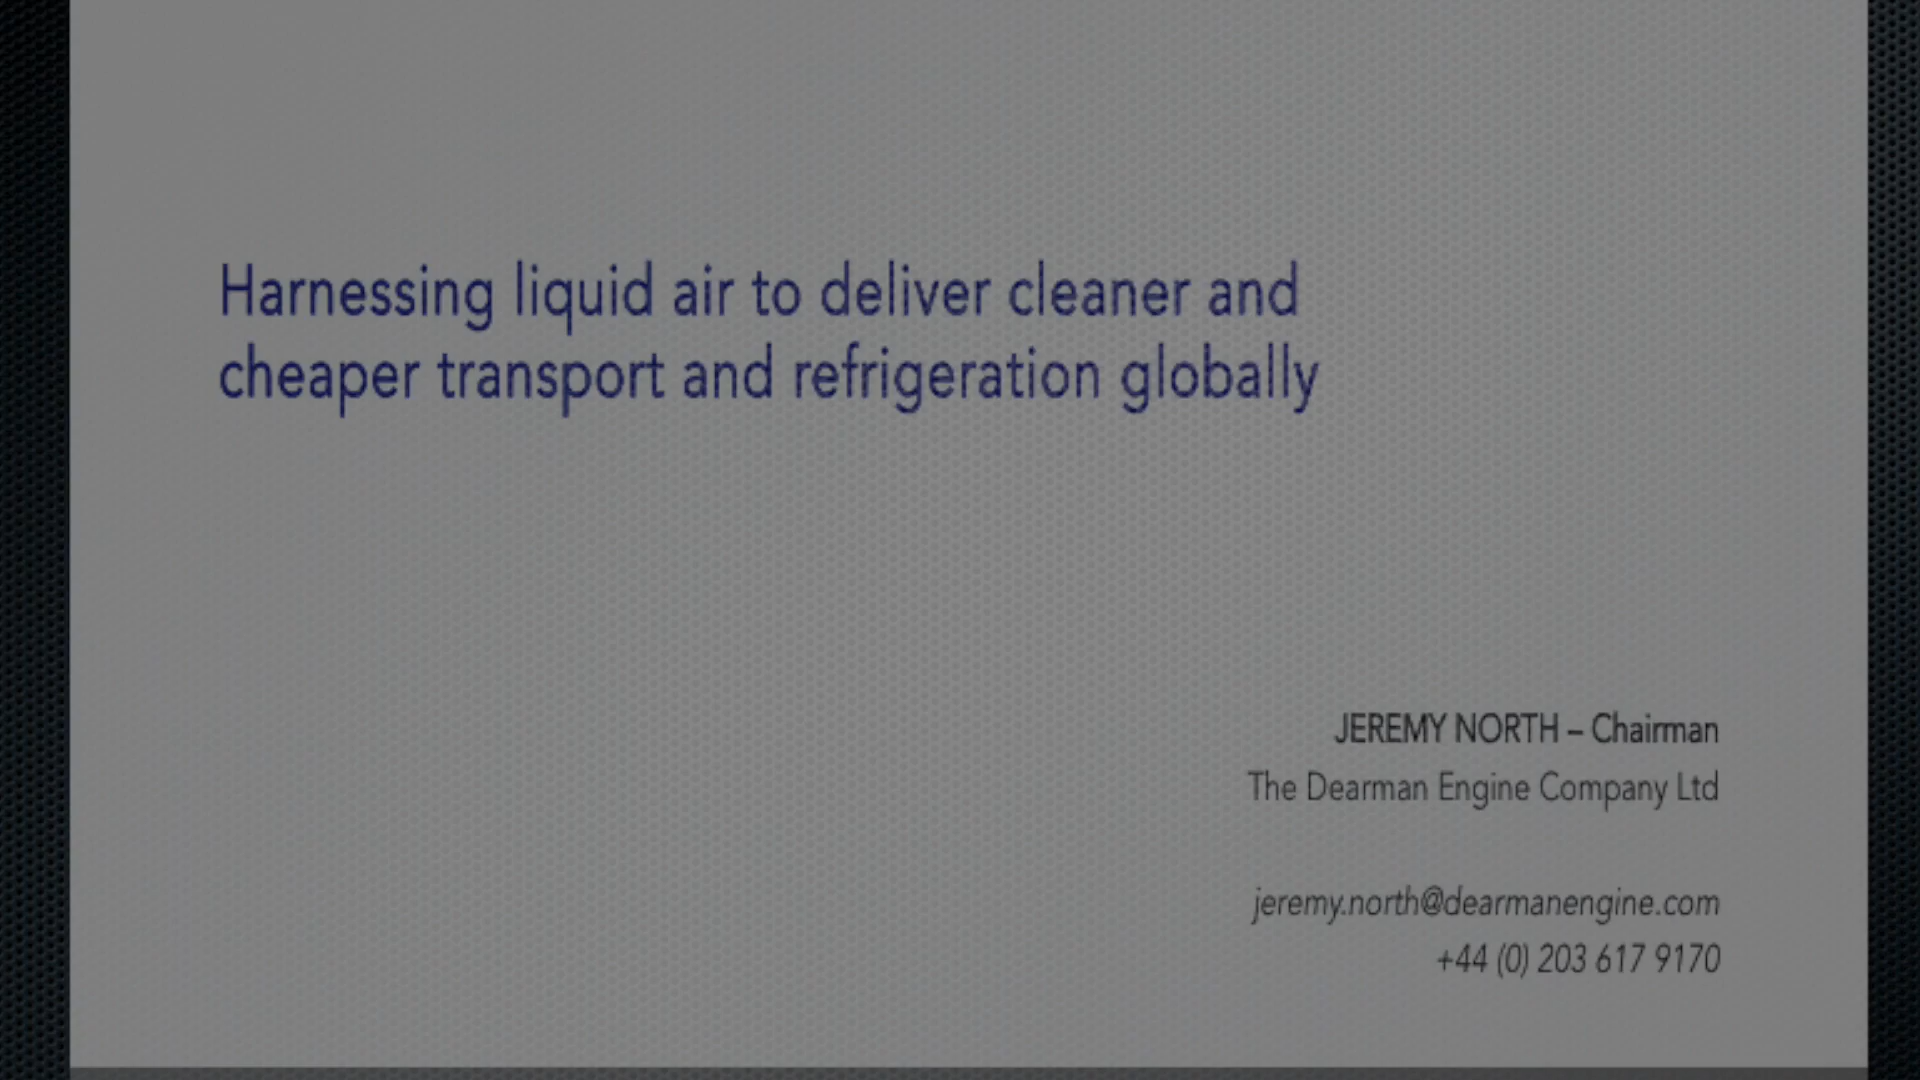 Harnessing liquid air to deliver cleaner and
cheaper transport and refrigeration globally
JEREMY NORTH – Chairman
The Dearman Engine Company Ltd
jeremy.north@dearmanengine.com
+44 (0) 203 617 9170